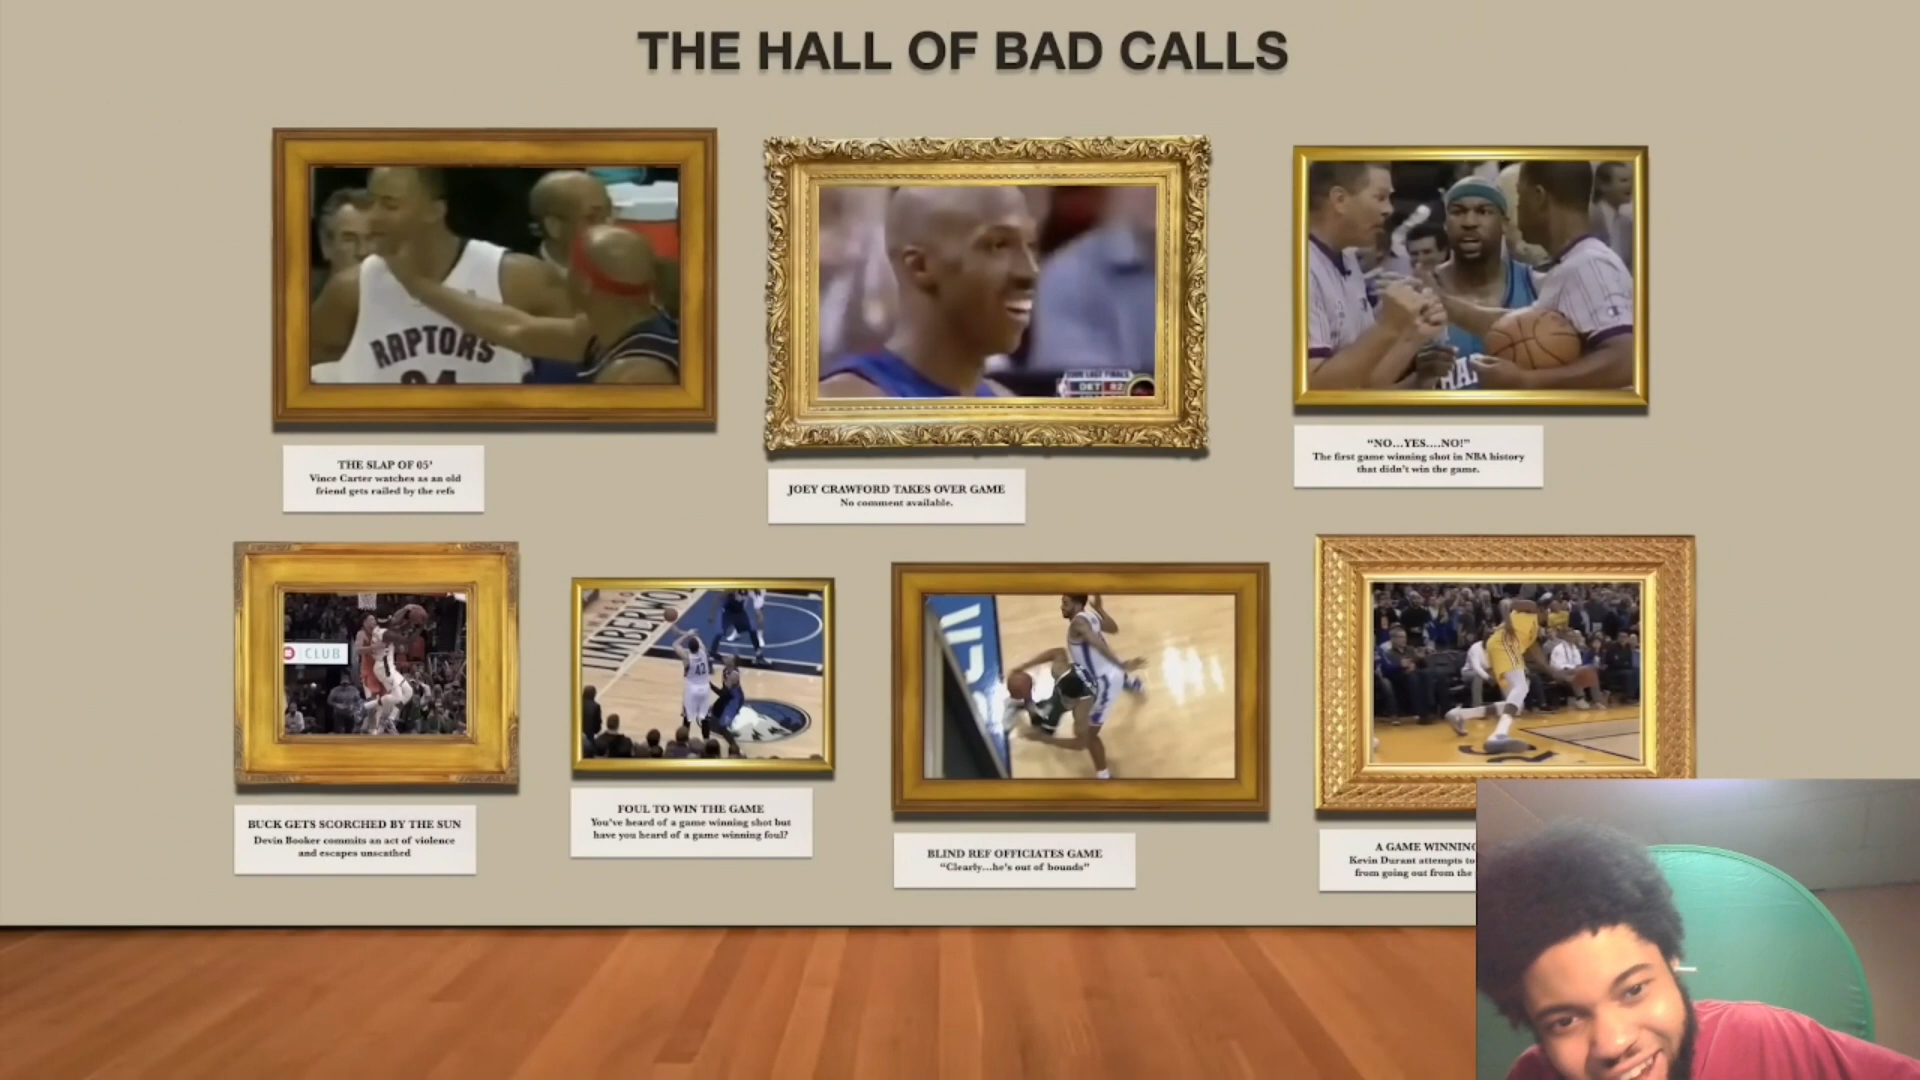 THE HALL OF BAD CALLS
RAPTORS
DET 82
THE SLAP OF 05’
Vince Carter watches as an old
friend gets railed by the refs
JOEY CRAWFORD TAKES OVER GAME
No comment available.
“NO...YES....NO!”
The first game winning shot in NBA history
that didn’t win the game.
CLUB
42
BUCK GETS SCORCHED BY THE SUN
Devin Booker commits an act of violence
and escapes unscathed
FOUL TO WIN THE GAME
You’ve heard of a game winning shot but
have you heard of a game winning foul?
BLIND REF OFFICIATES GAME
“Clearly...he’s out of bounds”
A GAME WINNING
Kevin Durant attempts to
from going out from the